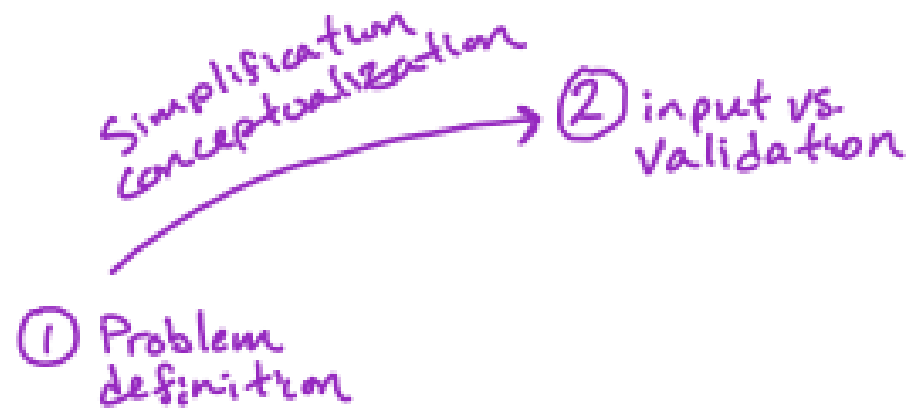 Simplification
conceptualization
② input vs.
validation
① Problem
definition